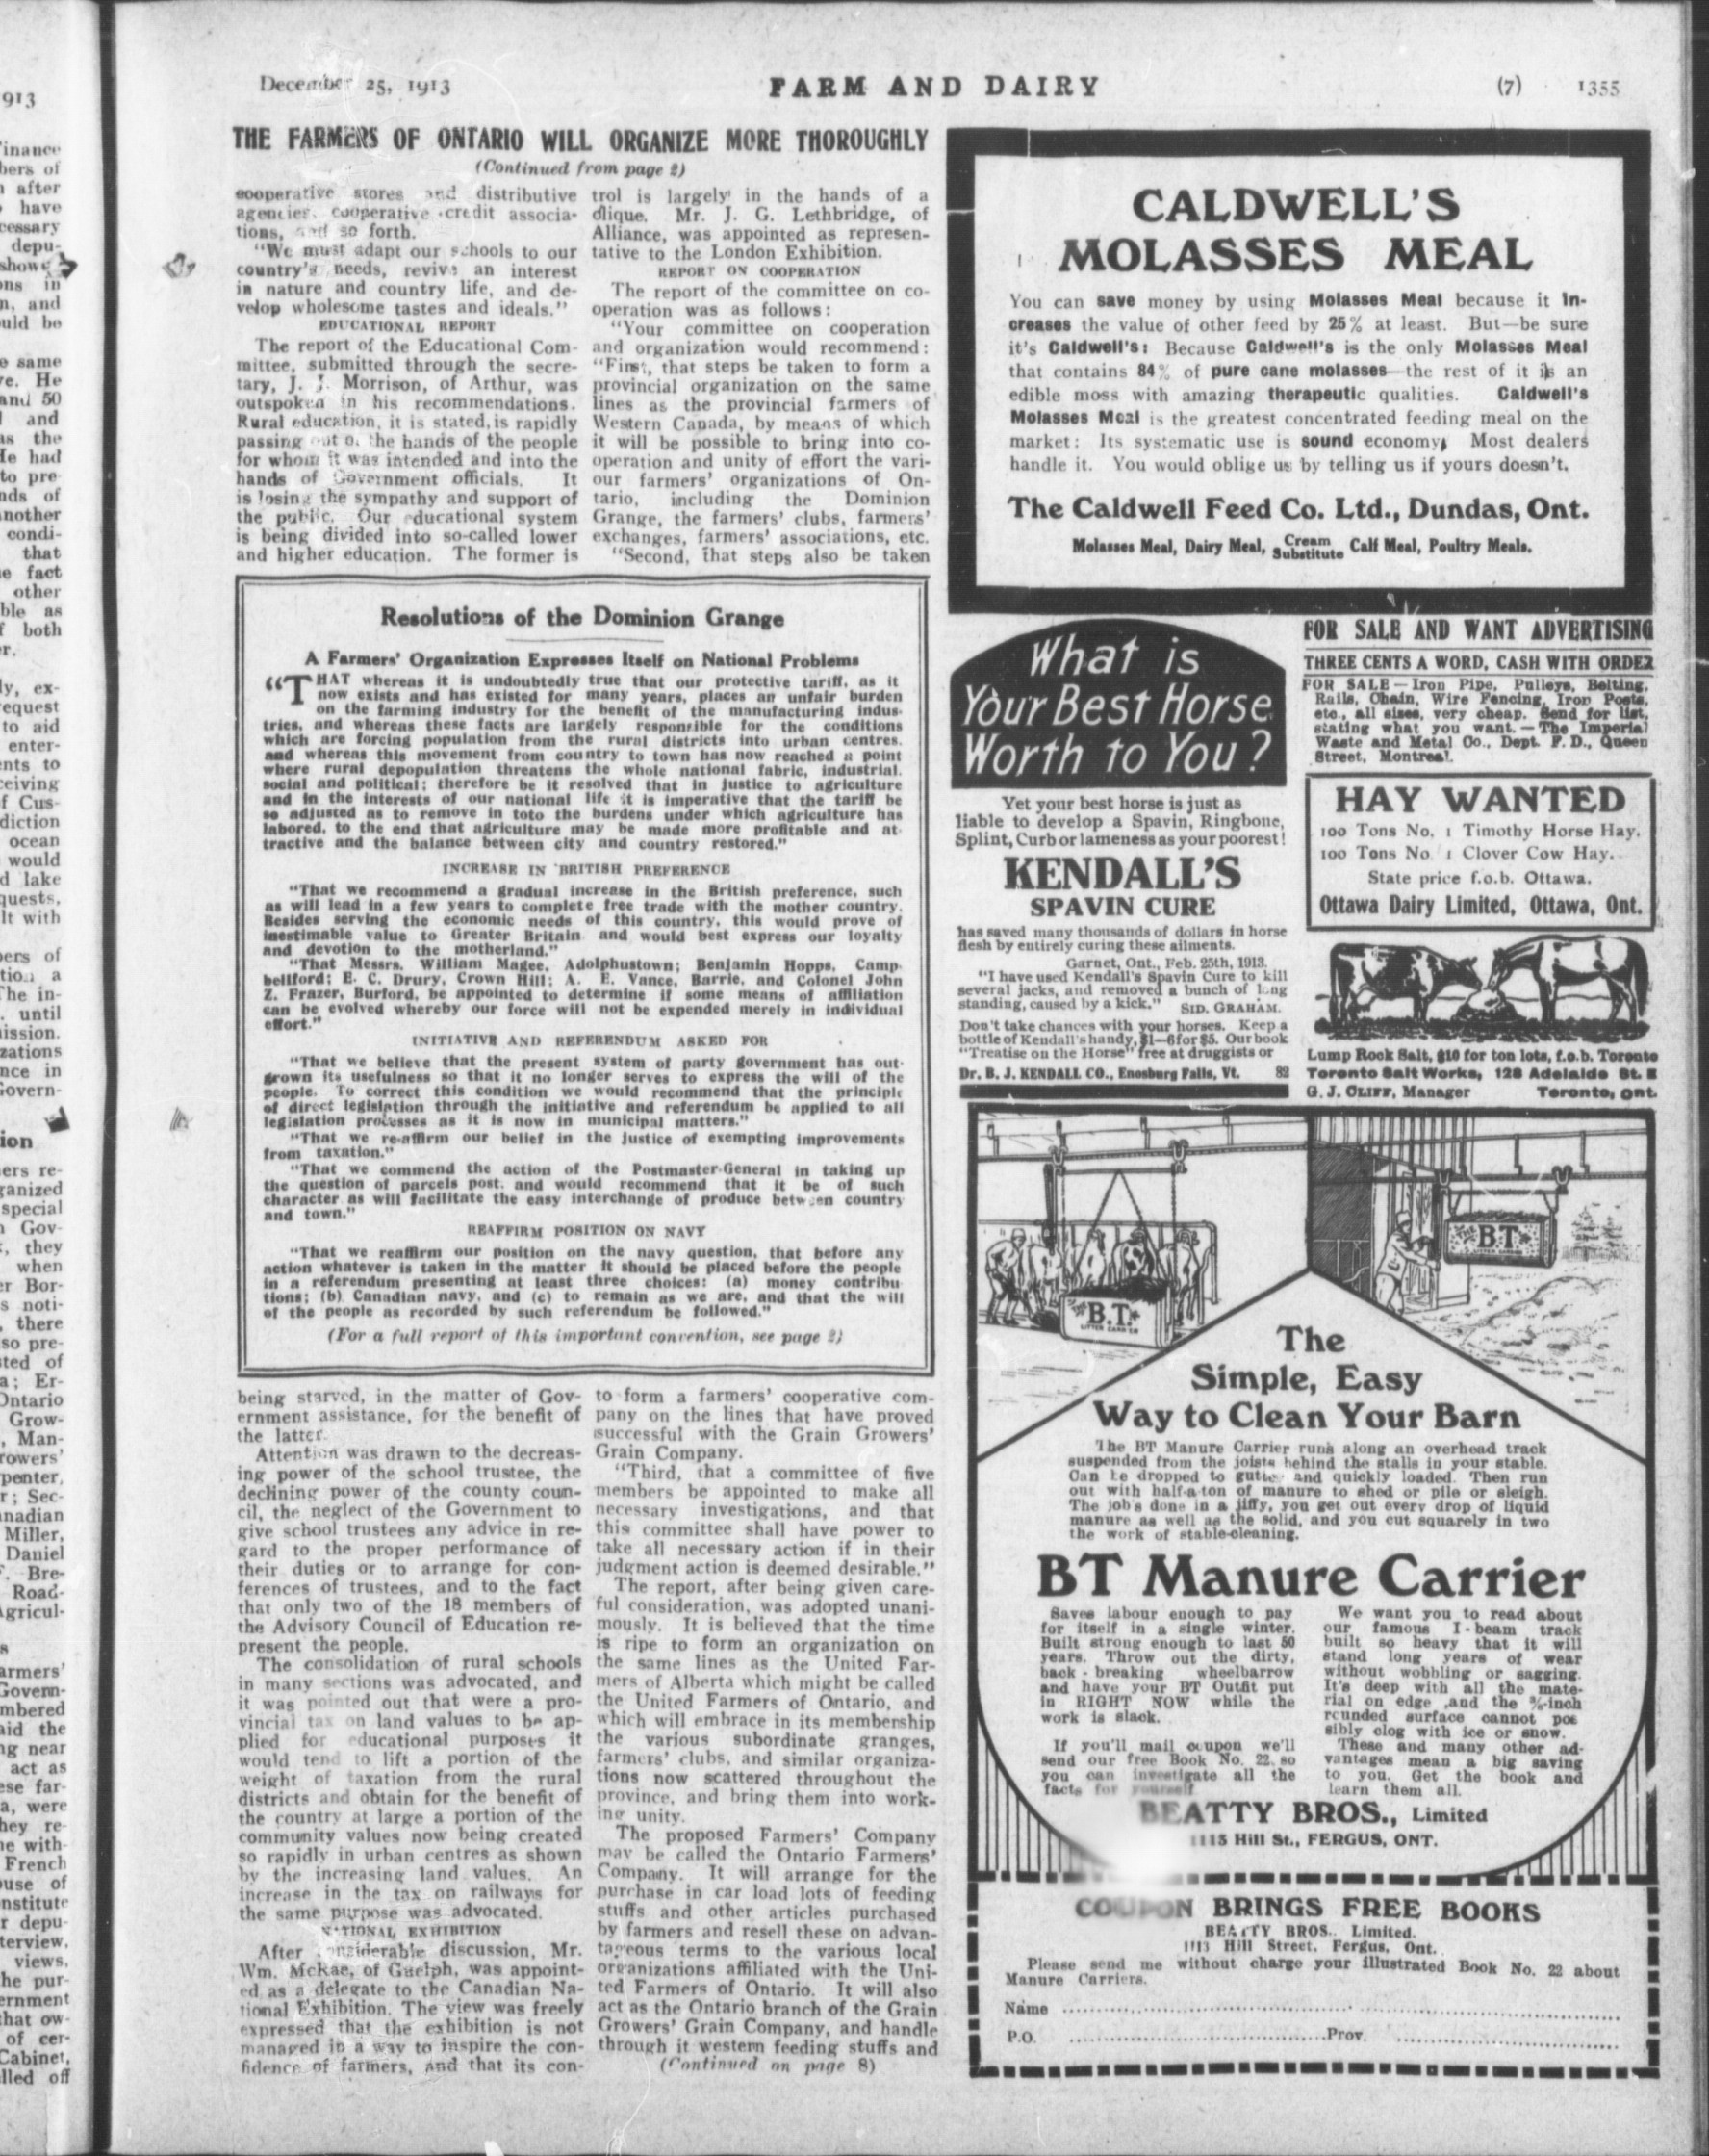 December 25, 1913
FARM AND DAIRY
(7) 1355
THE FARMERS OF ONTARIO WILL ORGANIZE MORE THOROUGHLY
(Continued from page 2)
cooperative stores and distributive
agencies, cooperative credit associa-
tions, and so forth.
"We must adapt our schools to our
country's needs, revive an interest
in nature and country life, and de-
velop wholesome tastes and ideals."
EDUCATIONAL REPORT
The report of the Educational Com-
mittee, submitted through the secre-
tary, J. J. Morrison, of Arthur, was
outspoken in his recommendations.
Rural education, it is stated, is rapidly
passing out of the hands of the people
for whom it was intended and into the
hands of Government officials. It
is losing the sympathy and support of
the public. Our educational system
is being divided into so-called lower
and higher education. The former is
trol is largely in the hands of a
clique. Mr. J. G. Lethbridge, of
Alliance, was appointed as represen-
tative to the London Exhibition.
REPORT ON COOPERATION
The report of the committee on co-
operation was as follows:
"Your committee on cooperation
and organization would recommend:
"First, that steps be taken to form a
provincial organization on the same
lines as the provincial farmers of
Western Canada, by means of which
it will be possible to bring into co-
operation and unity of effort the vari-
our farmers' organizations of On-
tario, including the Dominion
Grange, the farmers' clubs, farmers'
exchanges, farmers' associations, etc.
"Second, that steps also be taken
Resolutions of the Dominion Grange
A Farmers' Organization Expresses Itself on National Problems
"THAT whereas it is undoubtedly true that our protective tariff, as it
now exists and has existed for many years, places an unfair burden
on the farming industry for the benefit of the manufacturing indus-
tries, and whereas these facts are largely responsible for the conditions
which are forcing population from the rural districts into urban centres.
and whereas this movement from country to town has now reached a point
where rural depopulation threatens the whole national fabric, industrial.
social and political; therefore be it resolved that in justice to agriculture
and in the interests of our national life it is imperative that the tariff be
so adjusted as to remove in toto the burdens under which agriculture has
labored, to the end that agriculture may be made more profitable and at-
tractive and the balance between city and country restored."
INCREASE IN BRITISH PREFERENCE
"That we recommend a gradual increase in the British preference, such
as will lead in a few years to complete free trade with the mother country.
Besides serving the economic needs of this country, this would prove of
inestimable value to Greater Britain and would best express our loyalty
and devotion to the motherland."
"That Messrs. William Magee, Adolphustown; Benjamin Hopps, Camp-
bellford; E. C. Drury, Crown Hill; A. E. Vance, Barrie, and Colonel John
Z. Frazer, Burford, be appointed to determine if some means of affiliation
can be evolved whereby our force will not be expended merely in individual
effort."
INITIATIVE AND REFERENDUM ASKED FOR
"That we believe that the present system of party government has out-
grown its usefulness so that it no longer serves to express the will of the
people. To correct this condition we would recommend that the principle
of direct legislation through the initiative and referendum be applied to all
legislation processes as it is now in municipal matters."
"That we re-affirm our belief in the justice of exempting improvements
from taxation."
"That we commend the action of the Postmaster-General in taking up
the question of parcels post, and would recommend that it be of such
character as will facilitate the easy interchange of produce between country
and town."
REAFFIRM POSITION ON NAVY
"That we reaffirm our position on the navy question, that before any
action whatever is taken in the matter it should be placed before the people
in a referendum presenting at least three choices: (a) money contribu-
tions; (b) Canadian navy, and (c) to remain as we are, and that the will
of the people as recorded by such referendum be followed."
(For a full report of this important convention, see page 2)
being starved, in the matter of Gov-
ernment assistance, for the benefit of
the latter.
Attention was drawn to the decreas-
ing power of the school trustee, the
declining power of the county coun-
cil, the neglect of the Government to
give school trustees any advice in re-
gard to the proper performance of
their duties or to arrange for con-
ferences of trustees, and to the fact
that only two of the 18 members of
the Advisory Council of Education re-
present the people.
The consolidation of rural schools
in many sections was advocated, and
it was pointed out that were a pro-
vincial tax on land values to be ap-
plied for educational purposes it
would tend to lift a portion of the
weight of taxation from the rural
districts and obtain for the benefit of
the country at large a portion of the
community values now being created
so rapidly in urban centres as shown
by the increasing land values. An
increase in the tax on railways for
the same purpose was advocated.
NATIONAL EXHIBITION
After considerable discussion, Mr.
Wm. McRae, of Guelph, was appoint-
ed as a delegate to the Canadian Na-
tional Exhibition. The view was freely
expressed that the exhibition is not
managed in a way to inspire the con-
fidence of farmers, and that its con-
to form a farmers' cooperative com-
pany on the lines that have proved
successful with the Grain Growers'
Grain Company.
"Third, that a committee of five
members be appointed to make all
necessary investigations, and that
this committee shall have power to
take all necessary action if in their
judgment action is deemed desirable."
The report, after being given care-
ful consideration, was adopted unani-
mously. It is believed that the time
is ripe to form an organization on
the same lines as the United Far-
mers of Alberta which might be called
the United Farmers of Ontario, and
which will embrace in its membership
the various subordinate granges,
farmers' clubs, and similar organiza-
tions now scattered throughout the
province, and bring them into work-
ing unity.
The proposed Farmers' Company
may be called the Ontario Farmers'
Company. It will arrange for the
purchase in car load lots of feeding
stuffs and other articles purchased
by farmers and resell these on advan-
tageous terms to the various local
organizations affiliated with the Uni-
ted Farmers of Ontario. It will also
act as the Ontario branch of the Grain
Growers' Grain Company, and handle
through it western feeding stuffs and
(Continued on page 8)
CALDWELL'S
MOLASSES MEAL
You can save money by using Molasses Meal because it In-
creases the value of other feed by 25% at least. But—be sure
it's Caldwell's: Because Caldwell's is the only Molasses Meal
that contains 84% of pure cane molasses—the rest of it is an
edible moss with amazing therapeutic qualities. Caldwell's
Molasses Meal is the greatest concentrated feeding meal on the
market: Its systematic use is sound economy; Most dealers
handle it. You would oblige us by telling us if yours doesn't.
The Caldwell Feed Co. Ltd., Dundas, Ont.
Molasses Meal, Dairy Meal, Cream Substitute Calf Meal, Poultry Meals.
What is
Your Best Horse
Worth to You?
Yet your best horse is just as
liable to develop a Spavin, Ringbone,
Splint, Curb or lameness as your poorest!
KENDALL'S
SPAVIN CURE
has saved many thousands of dollars in horse
flesh by entirely curing these ailments.
Garnet, Ont., Feb. 25th, 1913.
"I have used Kendall's Spavin Cure to kill
several jacks, and removed a bunch of long
standing, caused by a kick." SID. GRAHAM.
Don't take chances with your horses. Keep a
bottle of Kendall's handy, $1—6 for $5. Our book
"Treatise on the Horse" free at druggists or
Dr. B. J. KENDALL CO., Enosburg Falls, Vt. 82
FOR SALE AND WANT ADVERTISING
THREE CENTS A WORD, CASH WITH ORDER
FOR SALE—Iron Pipe, Pulleys, Belting,
Rails, Chain, Wire Fencing, Iron Posts,
etc., all sizes, very cheap. Send for list,
stating what you want.—The Imperial
Waste and Metal Co., Dept. F. D., Queen
Street, Montreal.
HAY WANTED
100 Tons No. 1 Timothy Horse Hay.
100 Tons No 1 Clover Cow Hay.
State price f.o.b. Ottawa.
Ottawa Dairy Limited, Ottawa, Ont.
Lump Rock Salt, $10 for ton lots, f.o.b. Toronto
Toronto Salt Works, 128 Adelaide St. E
G. J. CLIFF, Manager Toronto, Ont.
B.T.
LITTER CARRIER
B.T.
LITTER CARRIER
The
Simple, Easy
Way to Clean Your Barn
The BT Manure Carrier runs along an overhead track
suspended from the joists behind the stalls in your stable.
Can be dropped to gutter and quickly loaded. Then run
out with half-a-ton of manure to shed or pile or sleigh.
The job's done in a jiffy, you get out every drop of liquid
manure as well as the solid, and you cut squarely in two
the work of stable-cleaning.
BT Manure Carrier
Saves labour enough to pay
for itself in a single winter.
Built strong enough to last 50
years. Throw out the dirty,
back-breaking wheelbarrow
and have your BT Outfit put
in RIGHT NOW while the
work is slack.
If you'll mail coupon we'll
send our free Book No. 22, so
you can investigate all the
facts for yourself
We want you to read about
our famous I-beam track
built so heavy that it will
stand long years of wear
without wobbling or sagging.
It's deep with all the mate-
rial on edge, and the ¾-inch
rounded surface cannot pos
sibly clog with ice or snow.
These and many other ad-
vantages mean a big saving
to you. Get the book and
learn them all.
BEATTY BROS., Limited
1115 Hill St., FERGUS, ONT.
COUPON BRINGS FREE BOOKS
BEATTY BROS., Limited.
1113 Hill Street, Fergus, Ont.
Please send me without charge your illustrated Book No. 22 about
Manure Carriers.
Name
P.O. Prov.